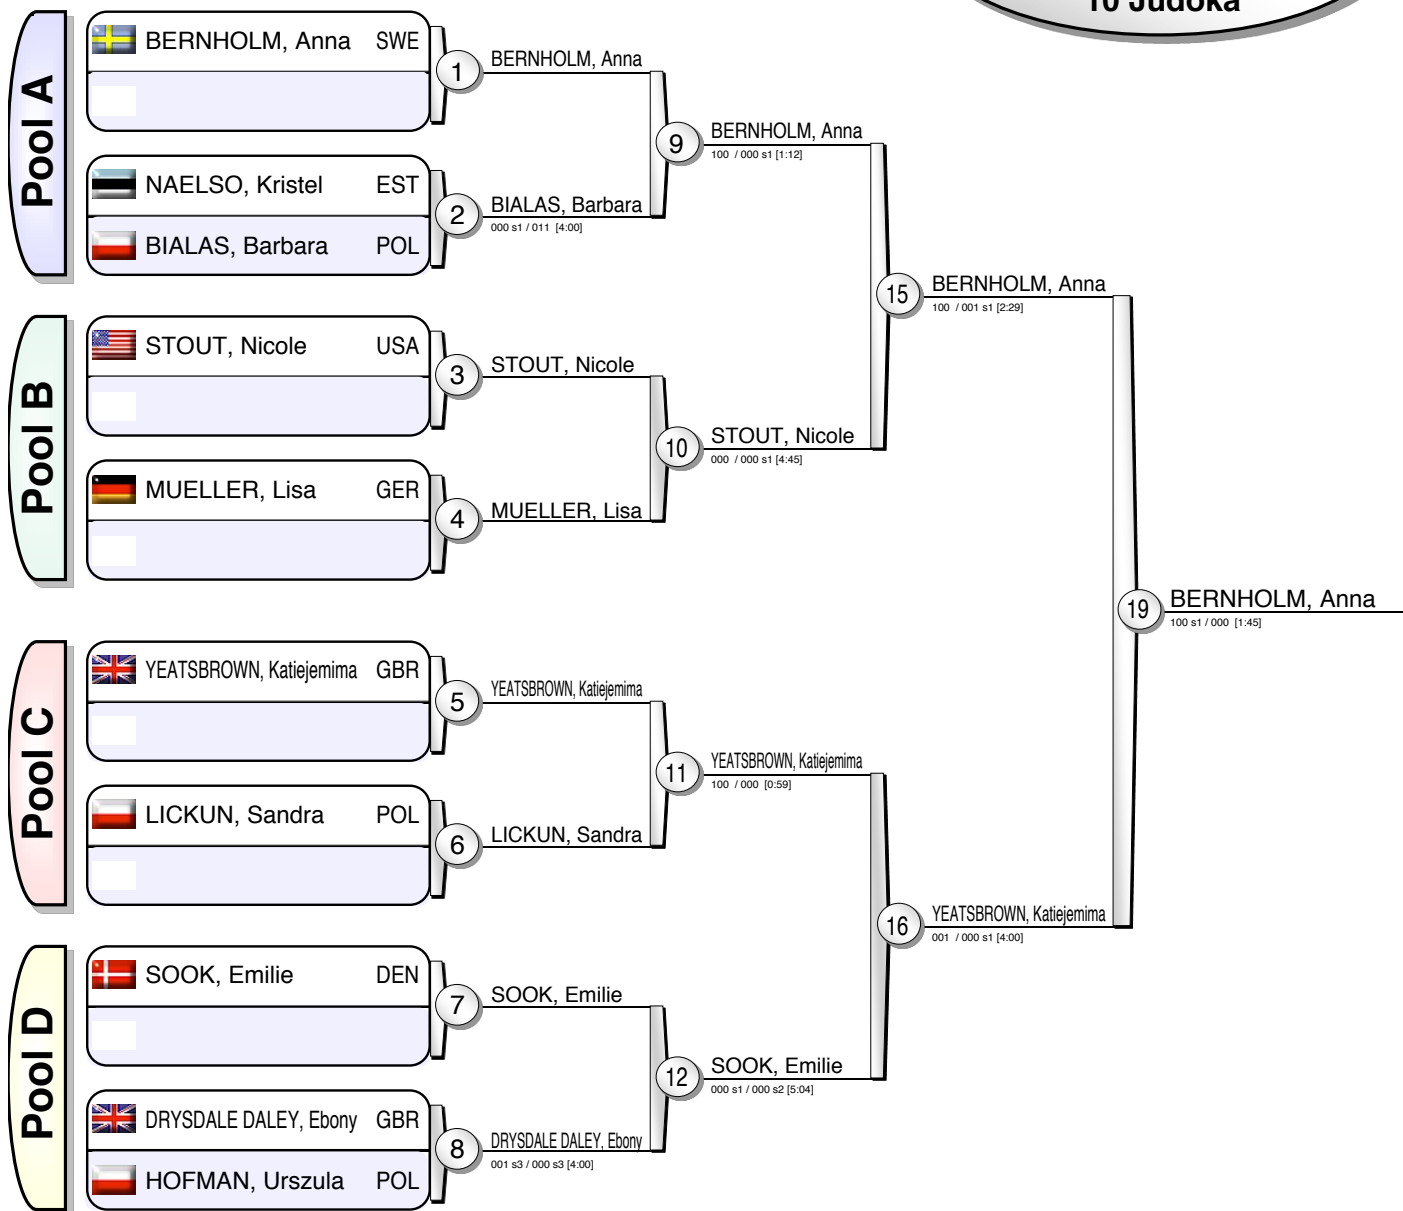 10 Judoka
Pool A
BERNHOLM, Anna SWE
1
BERNHOLM, Anna
NAELSO, Kristel EST
BIALAS, Barbara POL
2
BIALAS, Barbara
000 s1 / 011 [4:00]
9
BERNHOLM, Anna
100 / 000 s1 [1:12]
Pool B
STOUT, Nicole USA
3
STOUT, Nicole
MUELLER, Lisa GER
4
MUELLER, Lisa
10
STOUT, Nicole
000 / 000 s1 [4:45]
15
BERNHOLM, Anna
100 / 001 s1 [2:29]
Pool C
YEATSBROWN, Katiejemima GBR
5
YEATSBROWN, Katiejemima
LICKUN, Sandra POL
6
LICKUN, Sandra
11
YEATSBROWN, Katiejemima
100 / 000 [0:59]
Pool D
SOOK, Emilie DEN
7
SOOK, Emilie
DRYSDALE DALEY, Ebony GBR
HOFMAN, Urszula POL
8
DRYSDALE DALEY, Ebony
001 s3 / 000 s3 [4:00]
12
SOOK, Emilie
000 s1 / 000 s2 [5:04]
16
YEATSBROWN, Katiejemima
001 / 000 s1 [4:00]
19
BERNHOLM, Anna
100 s1 / 000 [1:45]